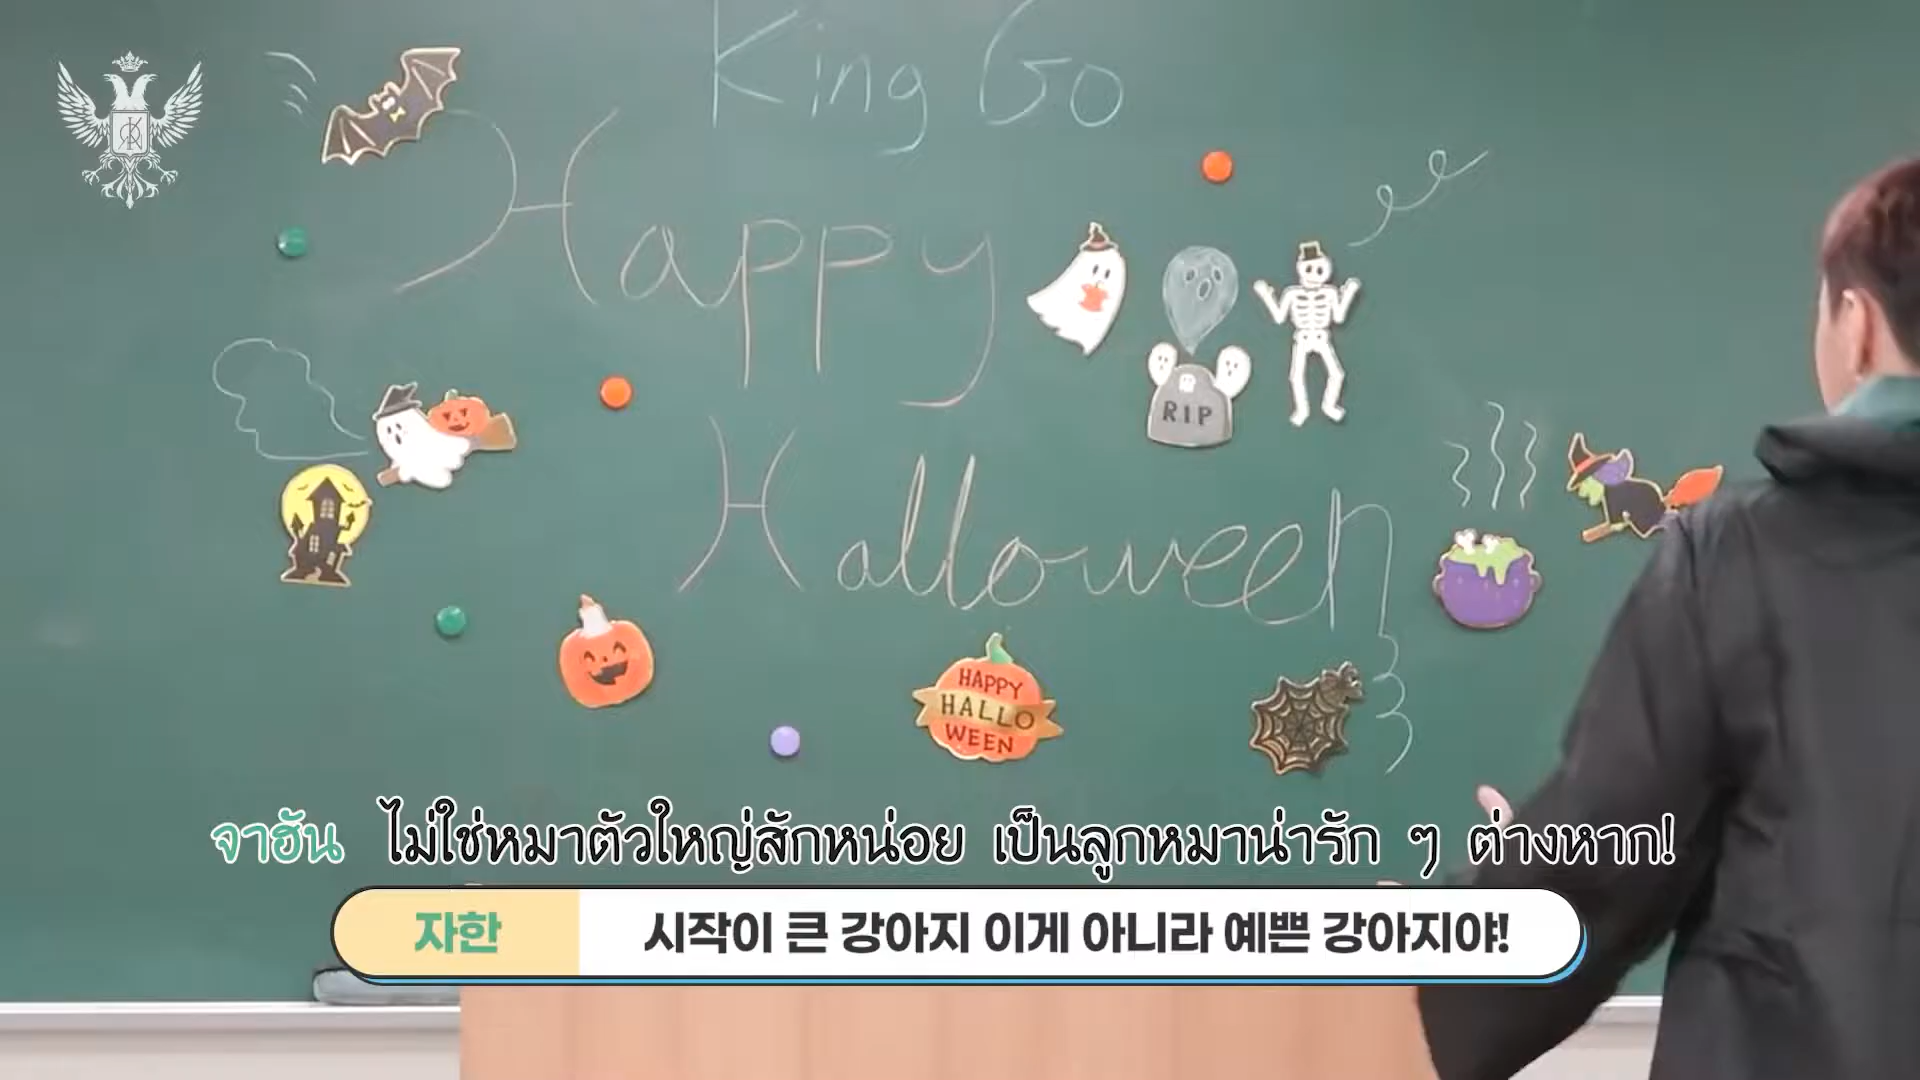 King Go
Happy
Halloween
RIP
HAPPY
HALLO
WEEN
จาฮัน ไม่ใช่หมาตัวใหญ่สักหน่อย เป็นลูกหมาน่ารัก ๆ ต่างหาก!
자한 시작이 큰 강아지 이게 아니라 예쁜 강아지야!